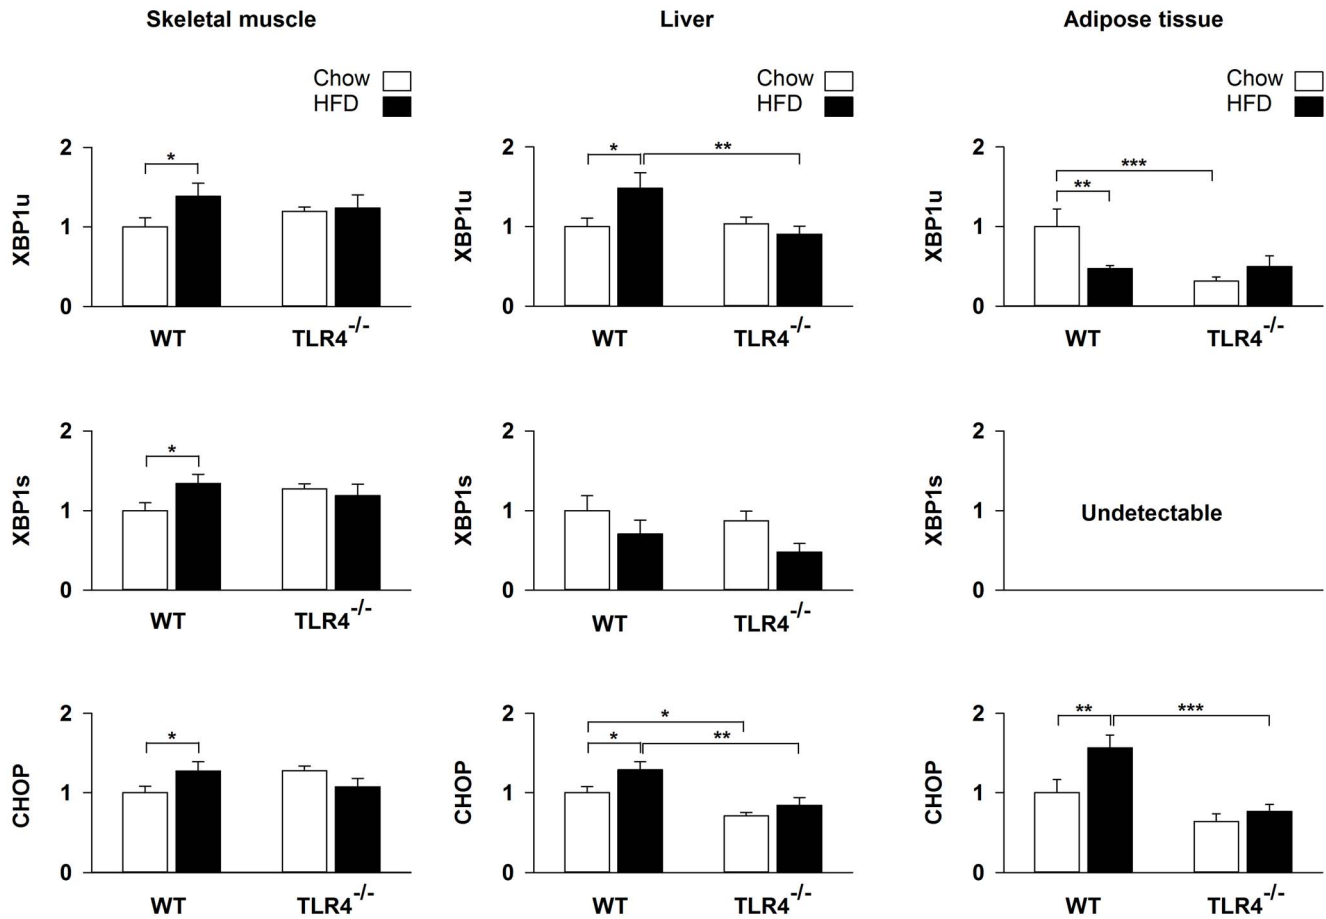 Skeletal muscle
Liver
Adipose tissue
Chow
HFD
Chow
HFD
Chow
HFD
XBP1u
2
1
0
*
WT
TLR4-/-
XBP1u
2
1
0
*
**
WT
TLR4-/-
XBP1u
2
1
0
***
**
WT
TLR4-/-
XBP1s
2
1
0
*
WT
TLR4-/-
XBP1s
2
1
0
WT
TLR4-/-
XBP1s
2
1
0
Undetectable
CHOP
2
1
0
*
WT
TLR4-/-
CHOP
2
1
0
*
*
**
WT
TLR4-/-
CHOP
2
1
0
**
***
WT
TLR4-/-